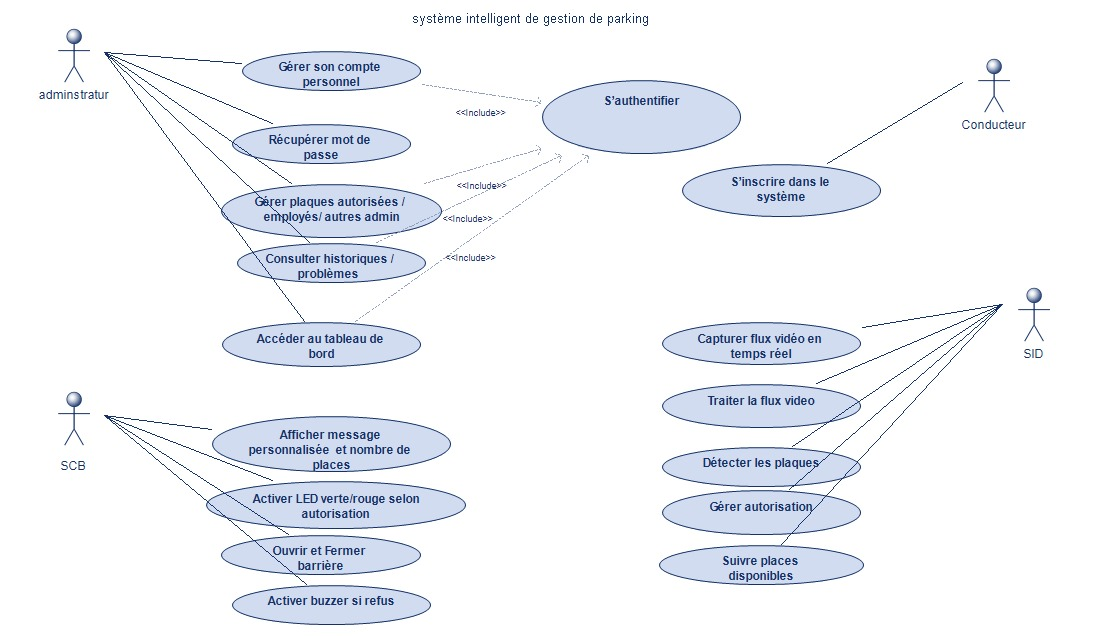 système intelligent de gestion de parking
adminstratur
Gérer son compte
personnel
<<Include>>
S'authentifier
Conducteur
Récupérer mot de
passe
S'inscrire dans le
système
Gérer plaques autorisées /
employés/ autres admin
<<Include>>
<<Include>>
Consulter historiques /
problèmes
<<Include>>
Accéder au tableau de
bord
SID
Capturer flux vidéo en
temps réel
Traiter la flux video
SCB
Afficher message
personnalisée et nombre de
places
Détecter les plaques
Activer LED verte/rouge selon
autorisation
Gérer autorisation
Ouvrir et Fermer
barrière
Suivre places
disponibles
Activer buzzer si refus